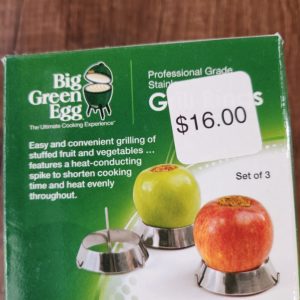 Big
Green
Egg
The Ultimate Cooking Experience
Professional Grade
$16.00
Easy and convenient grilling of
stuffed fruit and vegetables ...
features a heat-conducting
spike to shorten cooking
time and heat evenly
throughout.
Set of 3